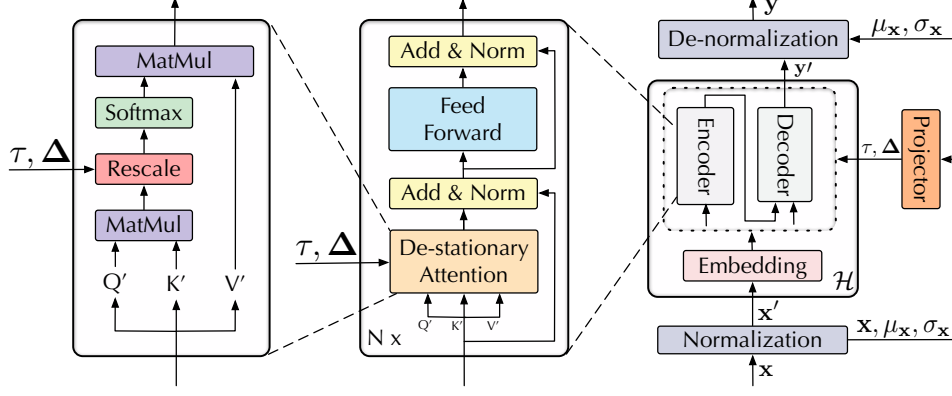 MatMul
Softmax
τ, Δ
Rescale
MatMul
Q′ K′ V′
Add & Norm
Feed
Forward
Add & Norm
τ, Δ
De-stationary
Attention
Q′ K′ V′
N x
y
De-normalization
μx, σx
y′
Encoder
Decoder
τ, Δ
Projector
Embedding
ℋ
x′
Normalization
x, μx, σx
x